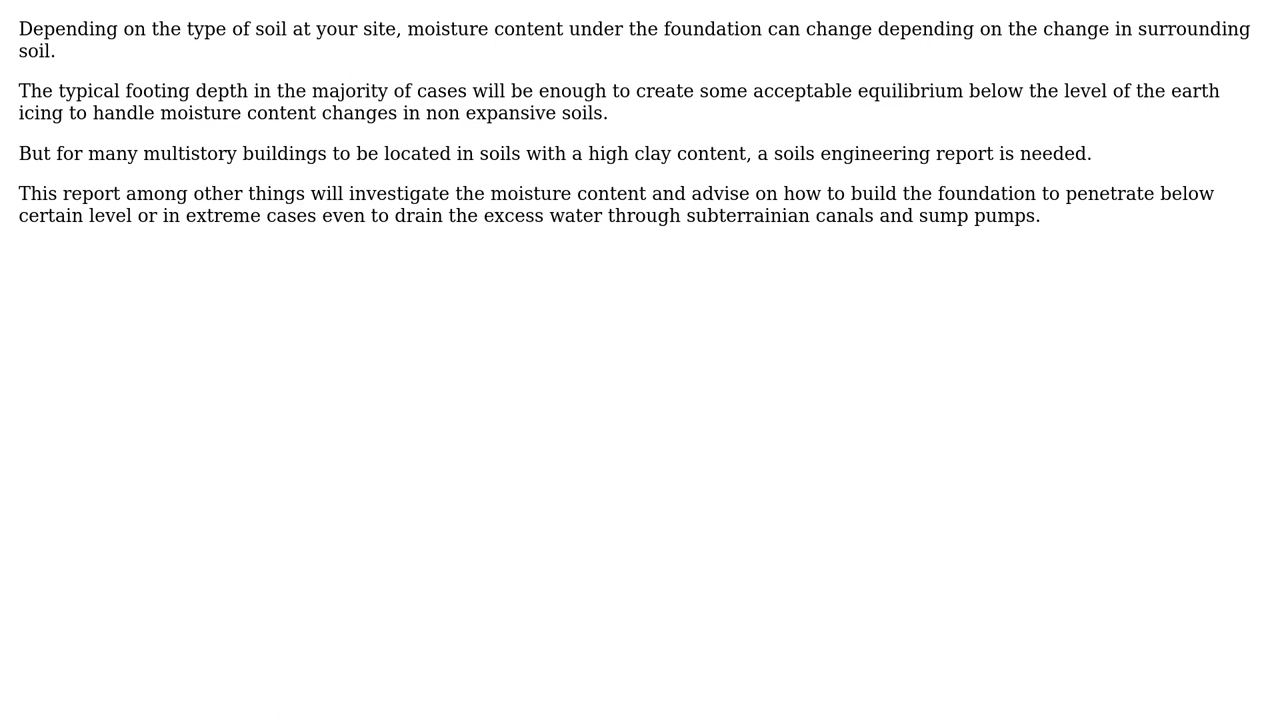 Depending on the type of soil at your site, moisture content under the foundation can change depending on the change in surrounding
soil.
The typical footing depth in the majority of cases will be enough to create some acceptable equilibrium below the level of the earth
icing to handle moisture content changes in non expansive soils.
But for many multistory buildings to be located in soils with a high clay content, a soils engineering report is needed.
This report among other things will investigate the moisture content and advise on how to build the foundation to penetrate below
certain level or in extreme cases even to drain the excess water through subterrainian canals and sump pumps.